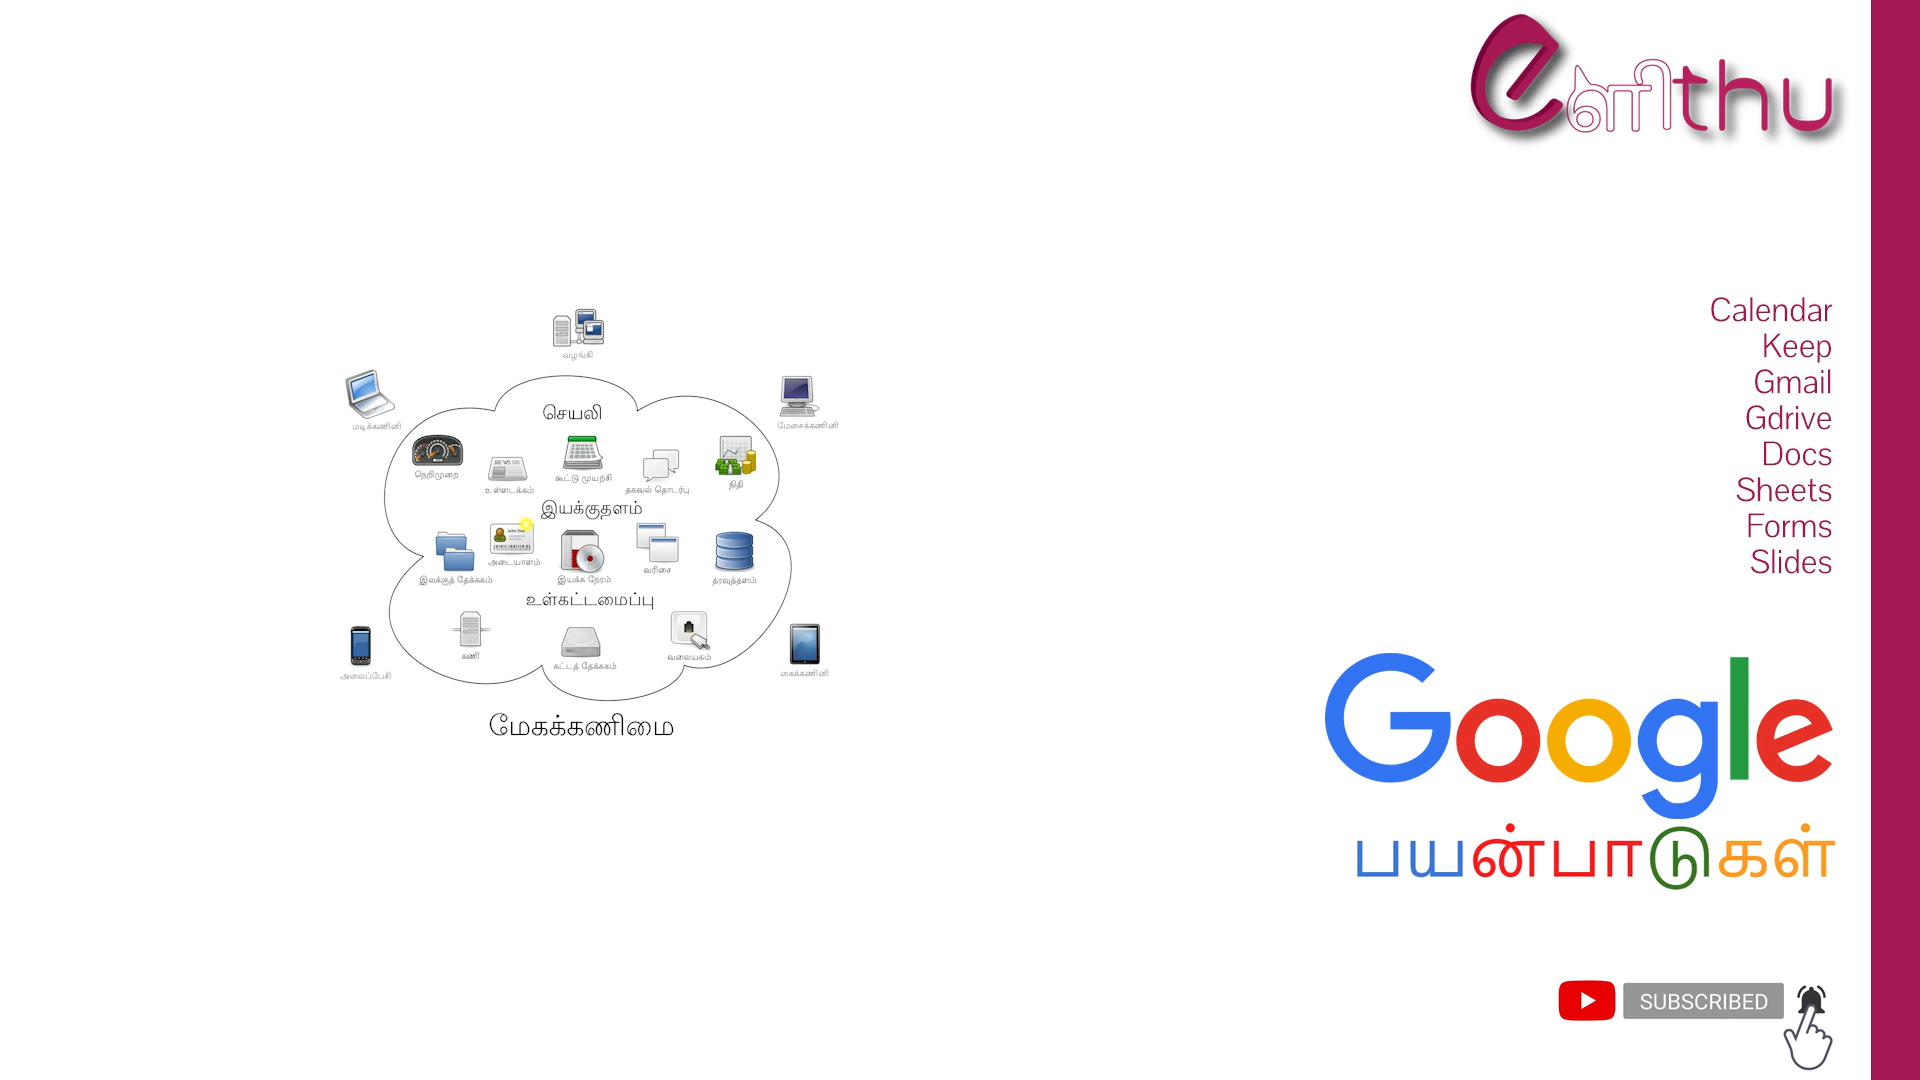 eளிthu
வழங்கி
மடிக்கணினி
மேசைக்கணினி
செயலி
நெறிமுறை
உள்ளடக்கம்
கூட்டு முயற்சி
தகவல் தொடர்பு
நிதி
இயக்குதளம்
இலக்குத் தேக்ககம்
அடையாளம்
இயக்க நேரம்
வரிசை
தரவுத்தளம்
உள்கட்டமைப்பு
கணி
கட்டத் தேக்ககம்
வலையகம்
அலைப்பேசி
கைக்கணினி
மேகக்கணிமை
Calendar
Keep
Gmail
Gdrive
Docs
Sheets
Forms
Slides
Google
பயன்பாடுகள்
SUBSCRIBED